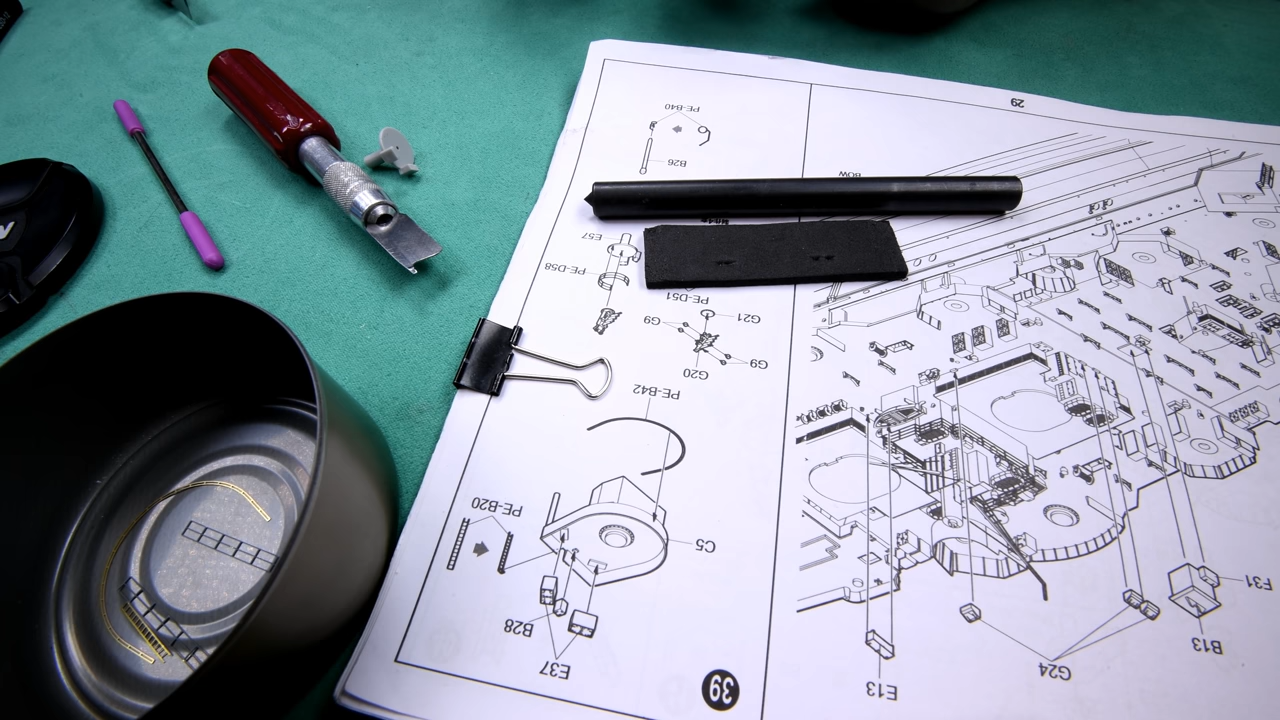 29
PE-B40
B26
BOW
E57
PE-D58
PE-D51
G21
G9
G9
G20
PE-B42
PE-B20
C5
B28
E37
39
F31
B13
G24
E13